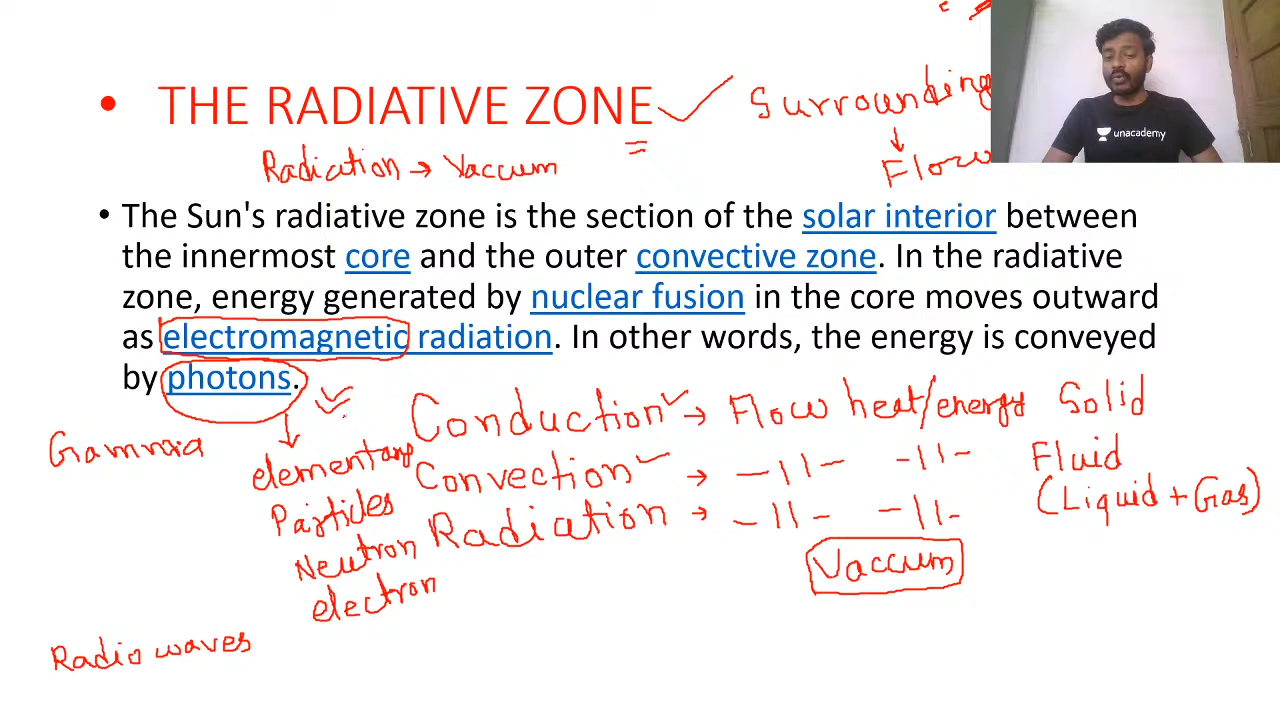 • THE RADIATIVE ZONE
Surrounding
Flow
unacademy
Radiation → Vaccum
• The Sun's radiative zone is the section of the solar interior between
the innermost core and the outer convective zone. In the radiative
zone, energy generated by nuclear fusion in the core moves outward
as electromagnetic radiation. In other words, the energy is conveyed
by photons.
Conduction → Flow heat/energy Solid
Gamma
elementary
Convection → -11- -11- Fluid
(Liquid + Gas)
Particles
Radiation → -11- -11-
Vaccum
Neutron
electron
Radio waves